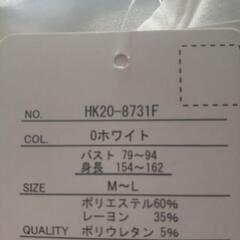 NO. HK20-8731F
COL. 0ホワイト
バスト 79～94
身長 154～162
SIZE M～L
ポリエステル60%
レーヨン 35%
QUALITY ポリウレタン 5%